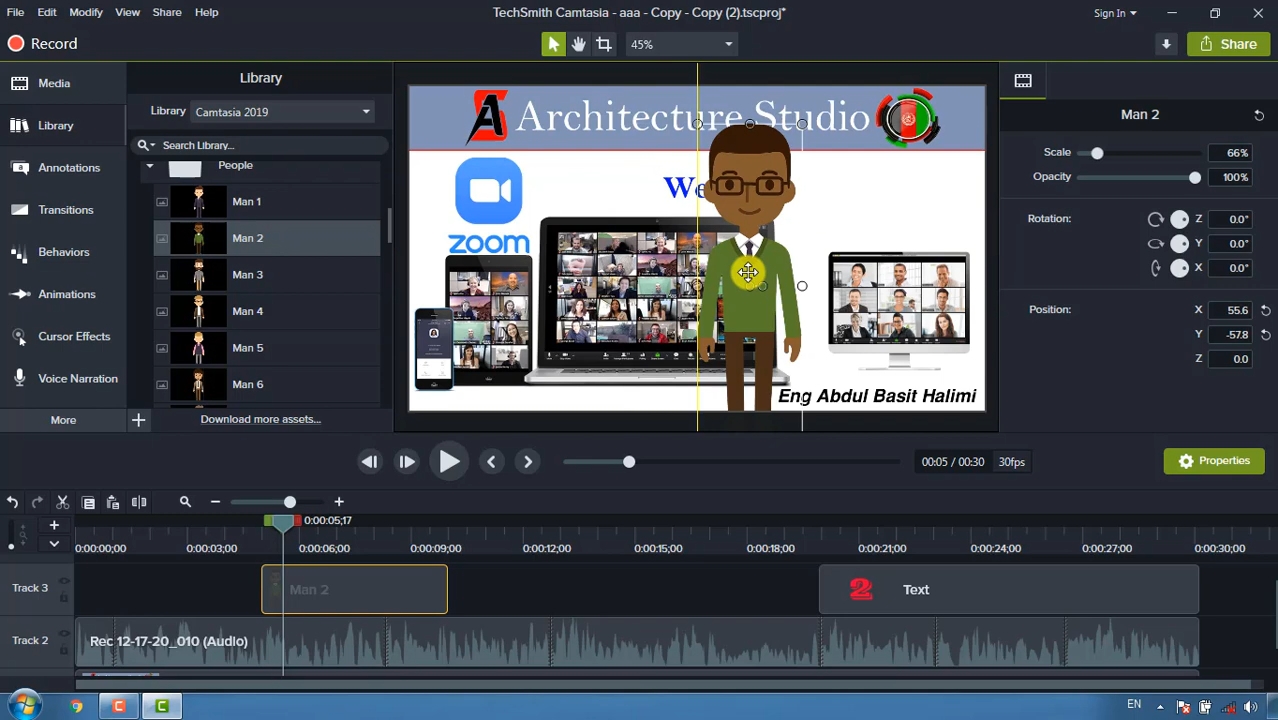 File Edit Modify View Share Help
TechSmith Camtasia - aaa - Copy - Copy (2).tscproj*
Sign In
Record
45%
Share
Media
Library
Annotations
Transitions
Behaviors
Animations
Cursor Effects
Voice Narration
More
Library
Library Camtasia 2019
Search Library...
People
Man 1
Man 2
Man 3
Man 4
Man 5
Man 6
Download more assets...
Architecture Studio
We
zoom
Eng Abdul Basit Halimi
Man 2
Scale 66%
Opacity 100%
Rotation: Z 0.0°
Y 0.0°
X 0.0°
Position: X 55.6
Y -57.8
Z 0.0
00:05 / 00:30 30fps
Properties
0:00:05;17
0:00:00;00 0:00:03;00 0:00:06;00 0:00:09;00 0:00:12;00 0:00:15;00 0:00:18;00 0:00:21;00 0:00:24;00 0:00:27;00 0:00:30;00
Track 3 Man 2 2 Text
Track 2 Rec 12-17-20_010 (Audio)
EN